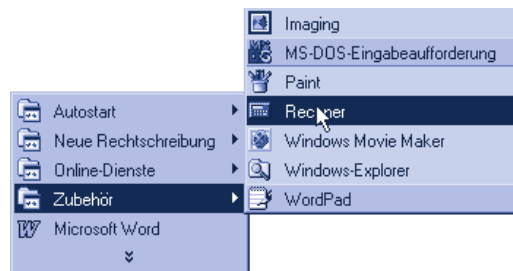 Imaging
MS-DOS-Eingabeaufforderung
Paint
Rechner
Windows Movie Maker
Windows-Explorer
WordPad
Autostart
Neue Rechtschreibung
Online-Dienste
Zubehör
Microsoft Word